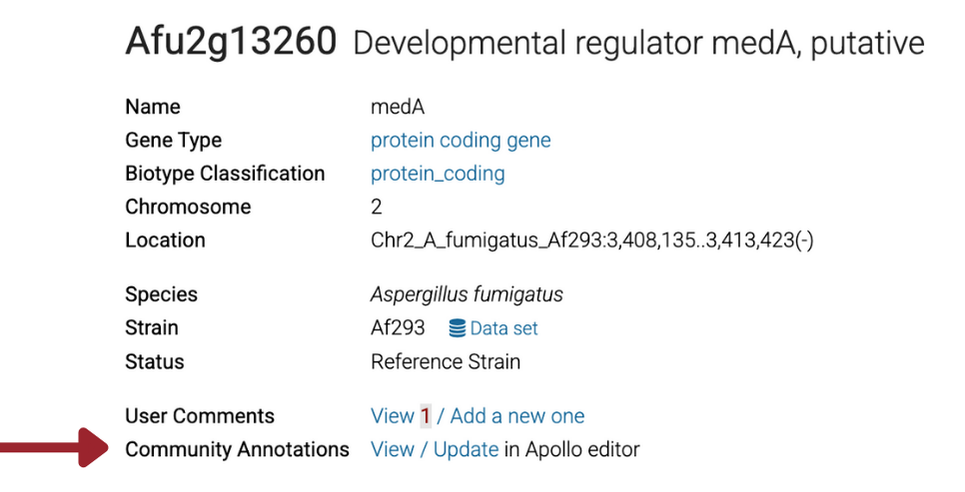 Afu2g13260 Developmental regulator medA, putative
Name medA
Gene Type protein coding gene
Biotype Classification protein_coding
Chromosome 2
Location Chr2_A_fumigatus_Af293:3,408,135..3,413,423(-)
Species Aspergillus fumigatus
Strain Af293 Data set
Status Reference Strain
User Comments View 1 / Add a new one
Community Annotations View / Update in Apollo editor